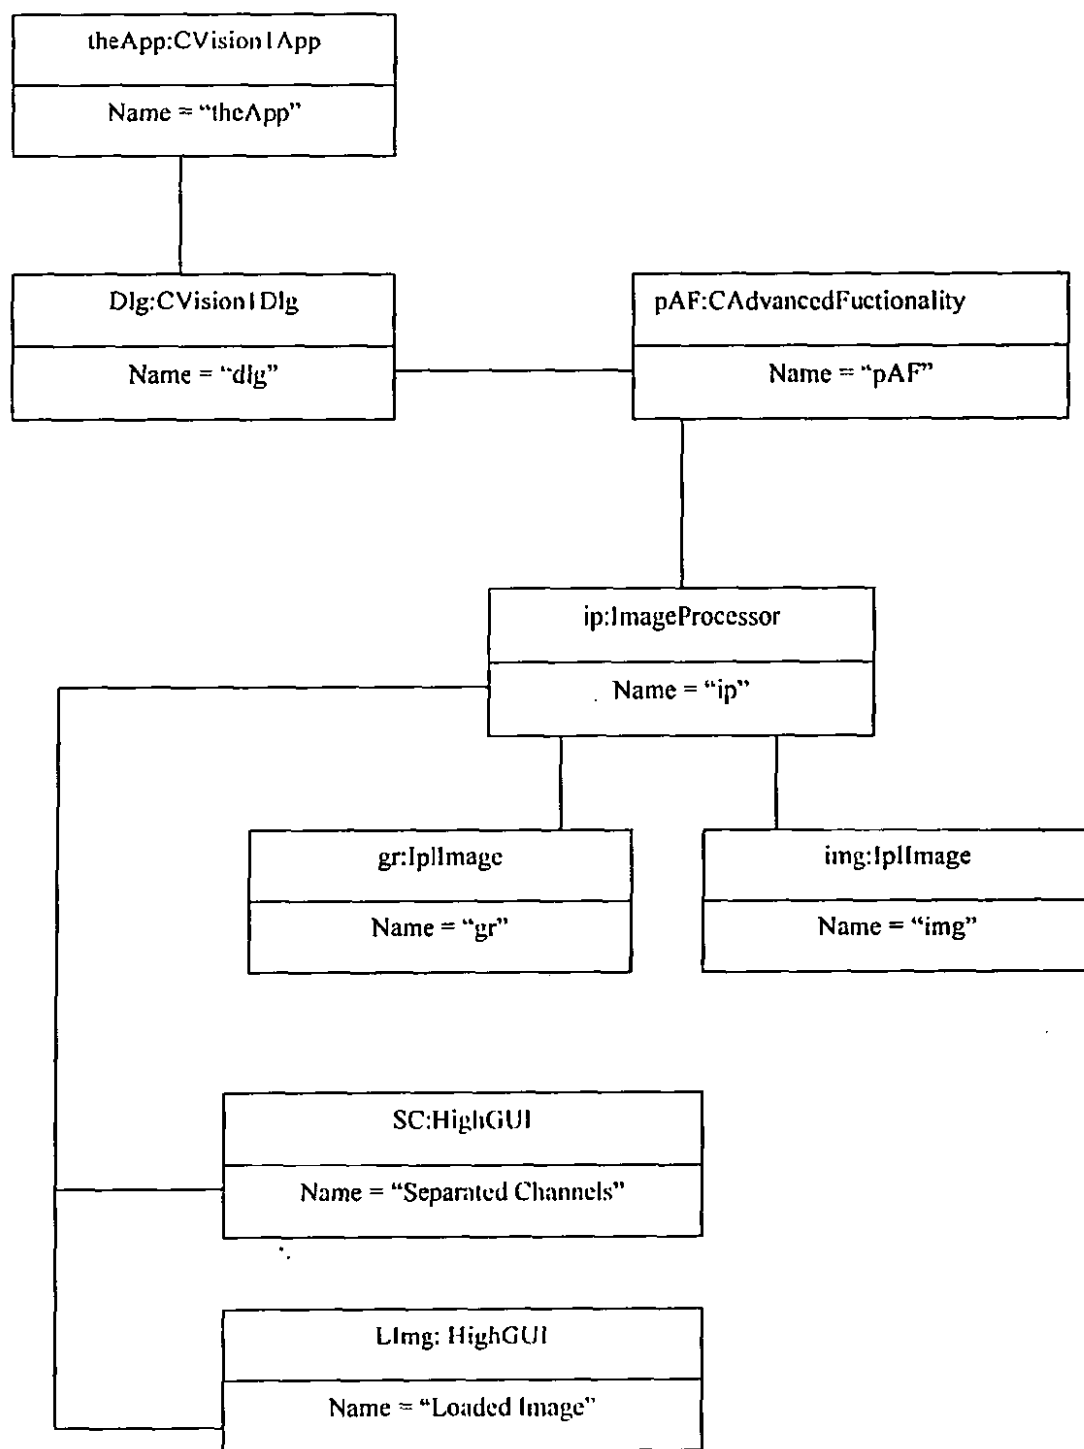 theApp:CVision1App
Name = “theApp”
Dlg:CVision1Dlg
Name = “dlg”
pAF:CAdvancedFuctionality
Name = “pAF”
ip:ImageProcessor
Name = “ip”
gr:IplImage
Name = “gr”
img:IplImage
Name = “img”
SC:HighGUI
Name = “Separated Channels”
LImg: HighGUI
Name = “Loaded Image”